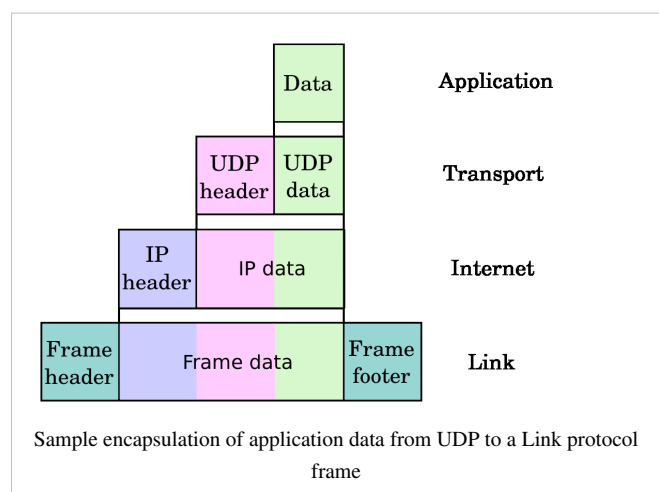 Data
Application
UDP
header
UDP
data
Transport
IP
header
IP data
Internet
Frame
header
Frame data
Frame
footer
Link
Sample encapsulation of application data from UDP to a Link protocol
frame